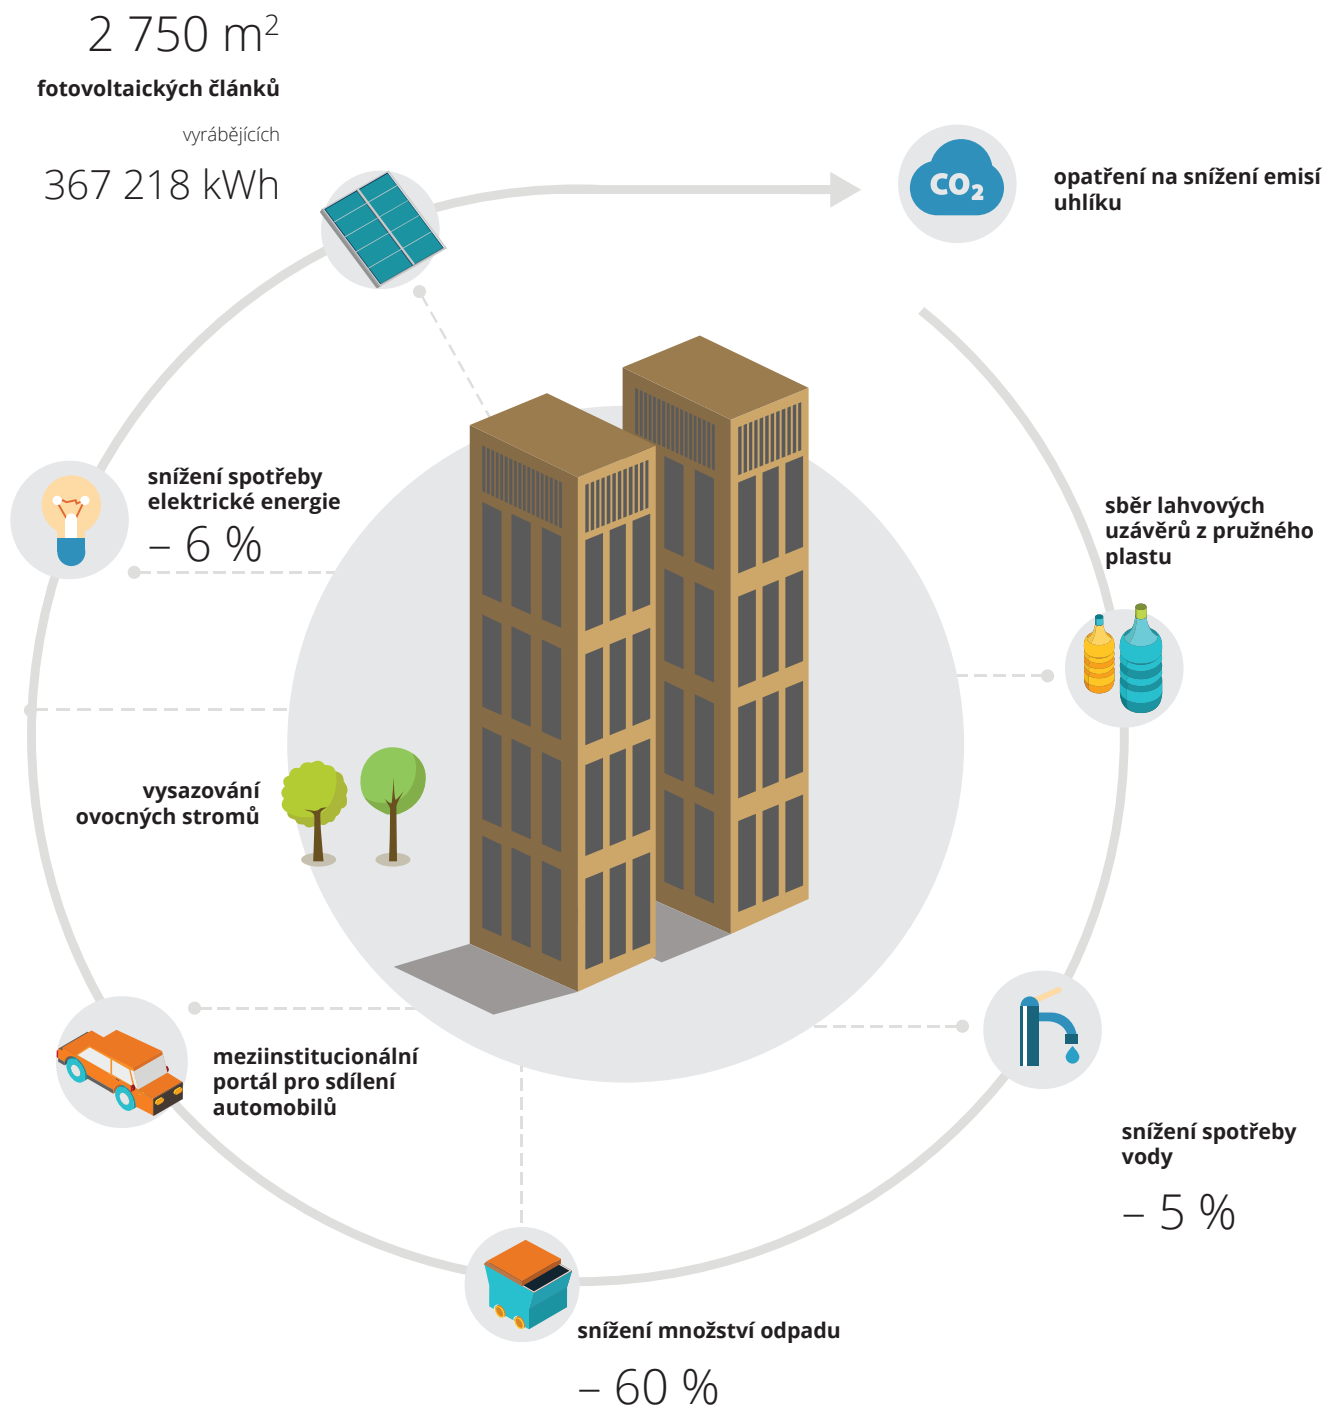 2 750 m²
fotovoltaických článků
vyrábějících
367 218 kWh
CO₂
opatření na snížení emisí
uhlíku
snížení spotřeby
elektrické energie
– 6 %
sběr lahvových
uzávěrů z pružného
plastu
vysazování
ovocných stromů
meziinstitucionální
portál pro sdílení
automobilů
snížení spotřeby
vody
– 5 %
snížení množství odpadu
– 60 %